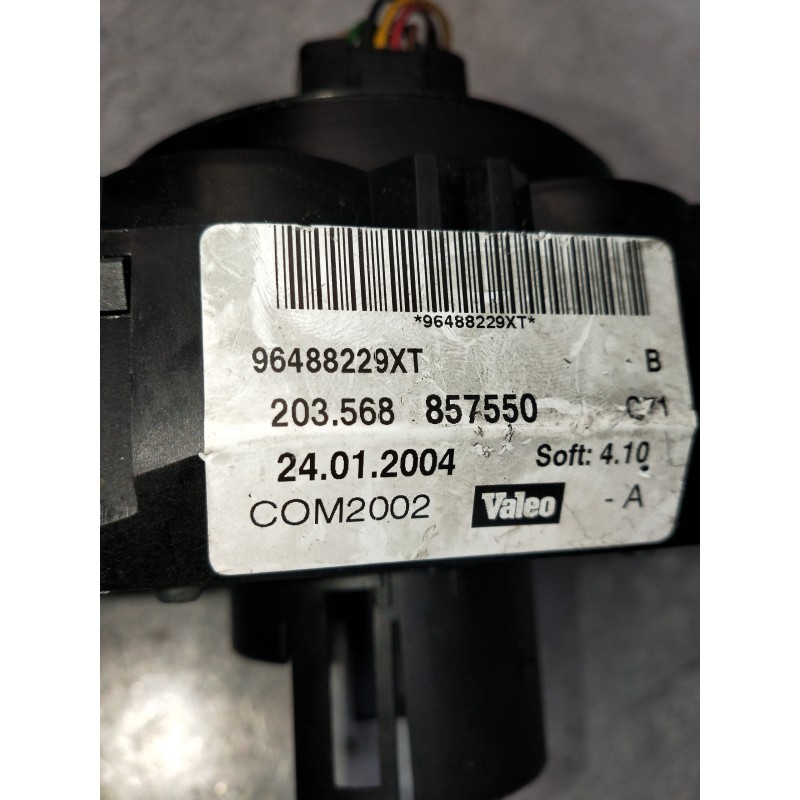 *96488229XT*
96488229XT B
203.568 857550 C71
24.01.2004 Soft: 4.10
COM2002 Valeo - A